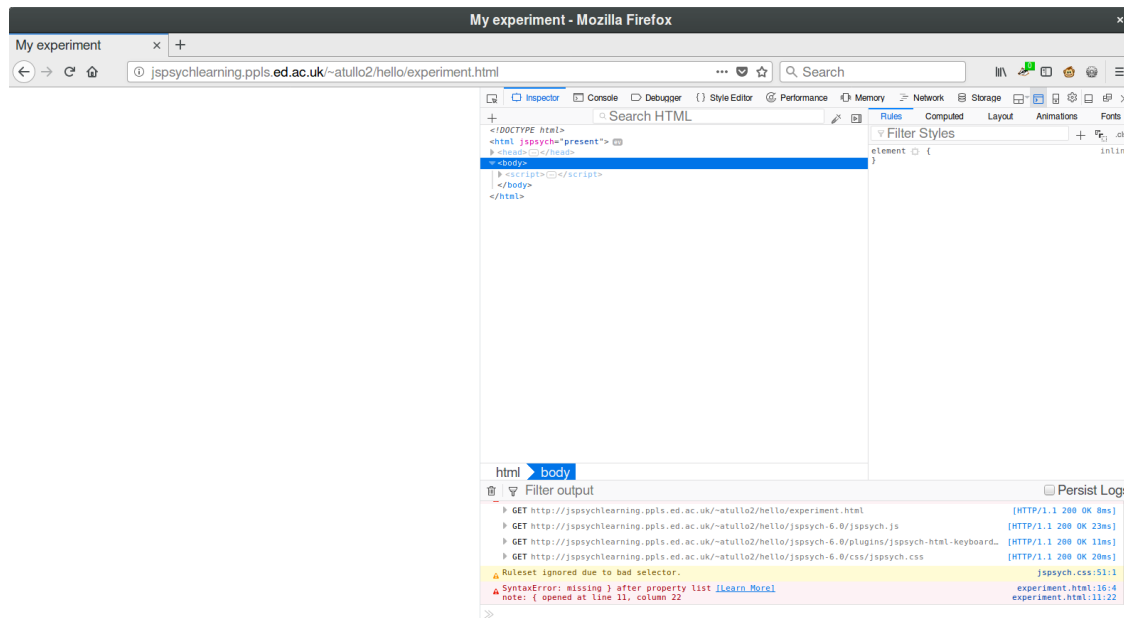 My experiment - Mozilla Firefox
My experiment
jspsychlearning.ppls.ed.ac.uk/~atullo2/hello/experiment.html
Search
0
Inspector Console Debugger { } Style Editor Performance Memory Network Storage
+ Search HTML
Rules Computed Layout Animations Fonts
Filter Styles
<!DOCTYPE html>
<html jspsych="present"> ev
<head> </head>
<body>
<script> </script>
</body>
</html>
element { inlin
}
html body
Filter output Persist Logs
GET http://jspsychlearning.ppls.ed.ac.uk/~atullo2/hello/experiment.html [HTTP/1.1 200 OK 8ms]
GET http://jspsychlearning.ppls.ed.ac.uk/~atullo2/hello/jspsych-6.0/jspsych.js [HTTP/1.1 200 OK 23ms]
GET http://jspsychlearning.ppls.ed.ac.uk/~atullo2/hello/jspsych-6.0/plugins/jspsych-html-keyboard… [HTTP/1.1 200 OK 11ms]
GET http://jspsychlearning.ppls.ed.ac.uk/~atullo2/hello/jspsych-6.0/css/jspsych.css [HTTP/1.1 200 OK 20ms]
Ruleset ignored due to bad selector. jspsych.css:51:1
SyntaxError: missing } after property list [Learn More] experiment.html:16:4
note: { opened at line 11, column 22 experiment.html:11:22